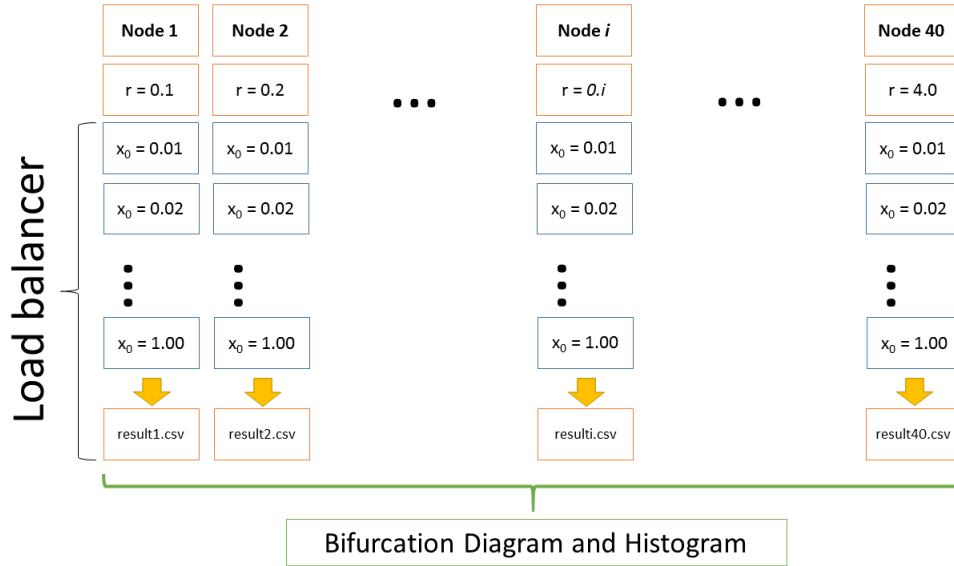 Node 1 Node 2 Node i Node 40
r = 0.1 r = 0.2 ... r = 0.i ... r = 4.0
x₀ = 0.01 x₀ = 0.01 x₀ = 0.01 x₀ = 0.01
x₀ = 0.02 x₀ = 0.02 x₀ = 0.02 x₀ = 0.02
x₀ = 1.00 x₀ = 1.00 x₀ = 1.00 x₀ = 1.00
result1.csv result2.csv resulti.csv result40.csv
Load balancer
Bifurcation Diagram and Histogram